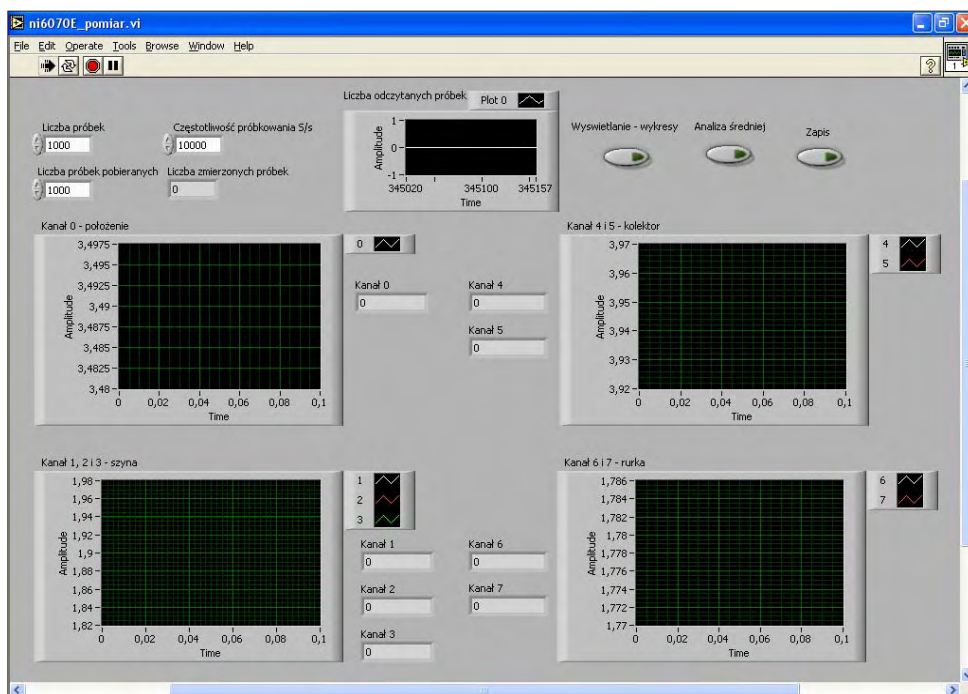 ni6070E_pomiar.vi
File Edit Operate Tools Browse Window Help
?
1
Liczba próbek
1000
Częstotliwość próbkowania S/s
10000
Liczba próbek pobieranych
1000
Liczba zmierzonych próbek
0
Liczba odczytanych próbek
Plot 0
Amplitude
1
0
-1
345020 345100 345157
Time
Wyswietlanie - wykresy
Analiza średniej
Zapis
Kanał 0 - położenie
0
Amplitude
3,4975
3,495
3,4925
3,49
3,4875
3,485
3,4825
3,48
0 0,02 0,04 0,06 0,08 0,1
Time
Kanał 0
0
Kanał 4
0
Kanał 5
0
Kanał 4 i 5 - kolektor
4
5
Amplitude
3,97
3,96
3,95
3,94
3,93
3,92
0 0,02 0,04 0,06 0,08 0,1
Time
Kanał 1, 2 i 3 - szyna
1
2
3
Amplitude
1,98
1,96
1,94
1,92
1,9
1,88
1,86
1,84
1,82
0 0,02 0,04 0,06 0,08 0,1
Time
Kanał 1
0
Kanał 2
0
Kanał 3
0
Kanał 6
0
Kanał 7
0
Kanał 6 i 7 - rurka
6
7
Amplitude
1,786
1,784
1,782
1,78
1,778
1,776
1,774
1,772
1,77
0 0,02 0,04 0,06 0,08 0,1
Time